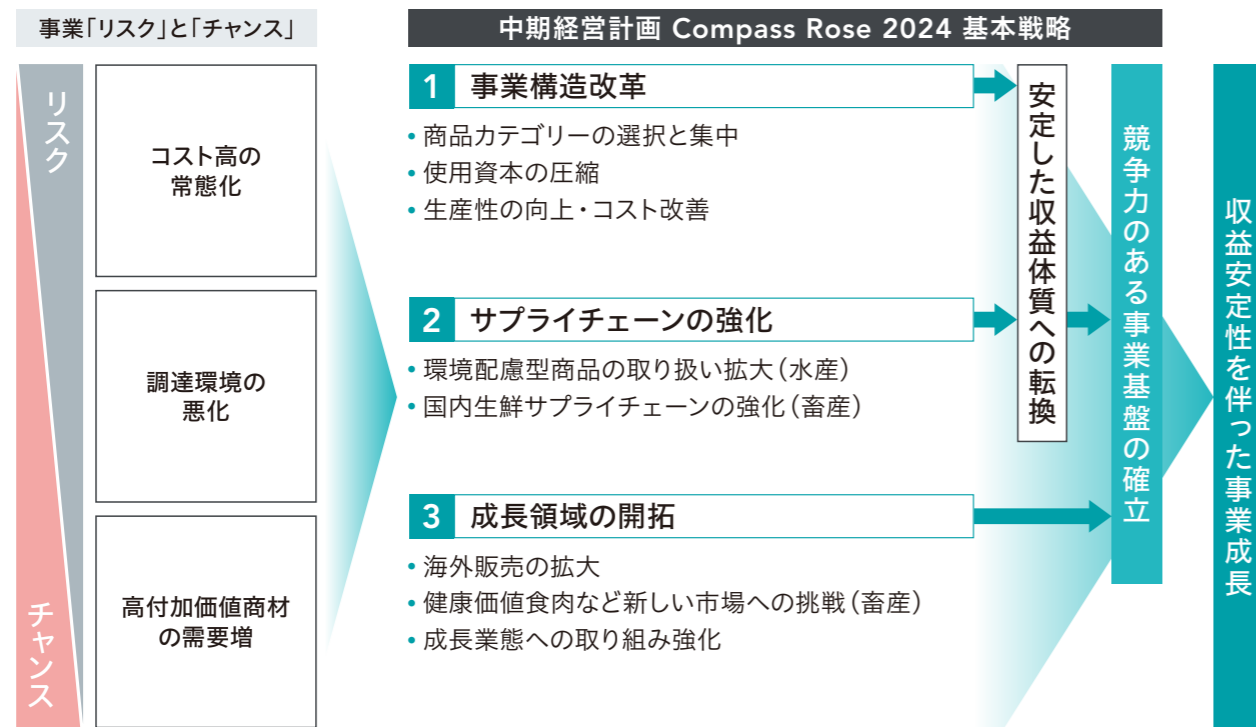 事業「リスク」と「チャンス」
リスク
チャンス
コスト高の
常態化
調達環境の
悪化
高付加価値商材
の需要増
中期経営計画 Compass Rose 2024 基本戦略
1 事業構造改革
・商品カテゴリーの選択と集中
・使用資本の圧縮
・生産性の向上・コスト改善
2 サプライチェーンの強化
・環境配慮型商品の取り扱い拡大(水産)
・国内生鮮サプライチェーンの強化(畜産)
3 成長領域の開拓
・海外販売の拡大
・健康価値食肉など新しい市場への挑戦(畜産)
・成長業態への取り組み強化
安定した収益体質への転換
競争力のある事業基盤の確立
収益安定性を伴った事業成長